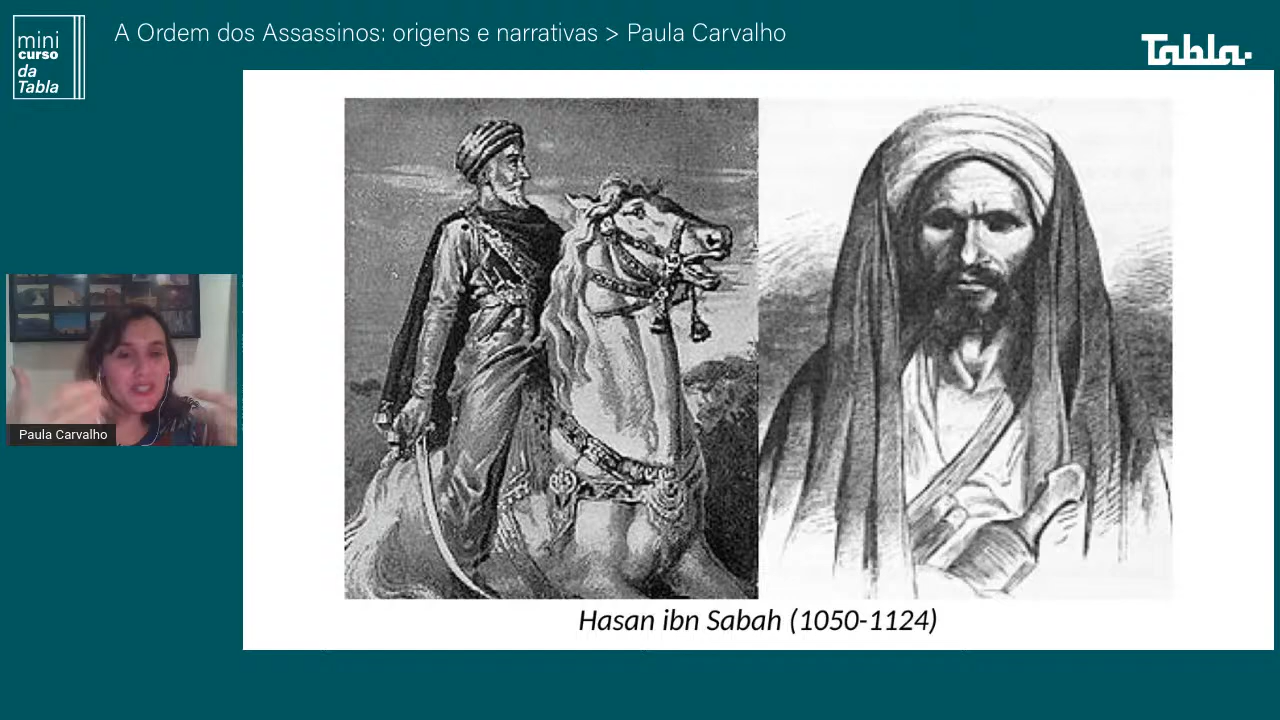 mini
curso
da
Tabla
A Ordem dos Assassinos: origens e narrativas > Paula Carvalho
Tabla.
Paula Carvalho
Hasan ibn Sabah (1050-1124)